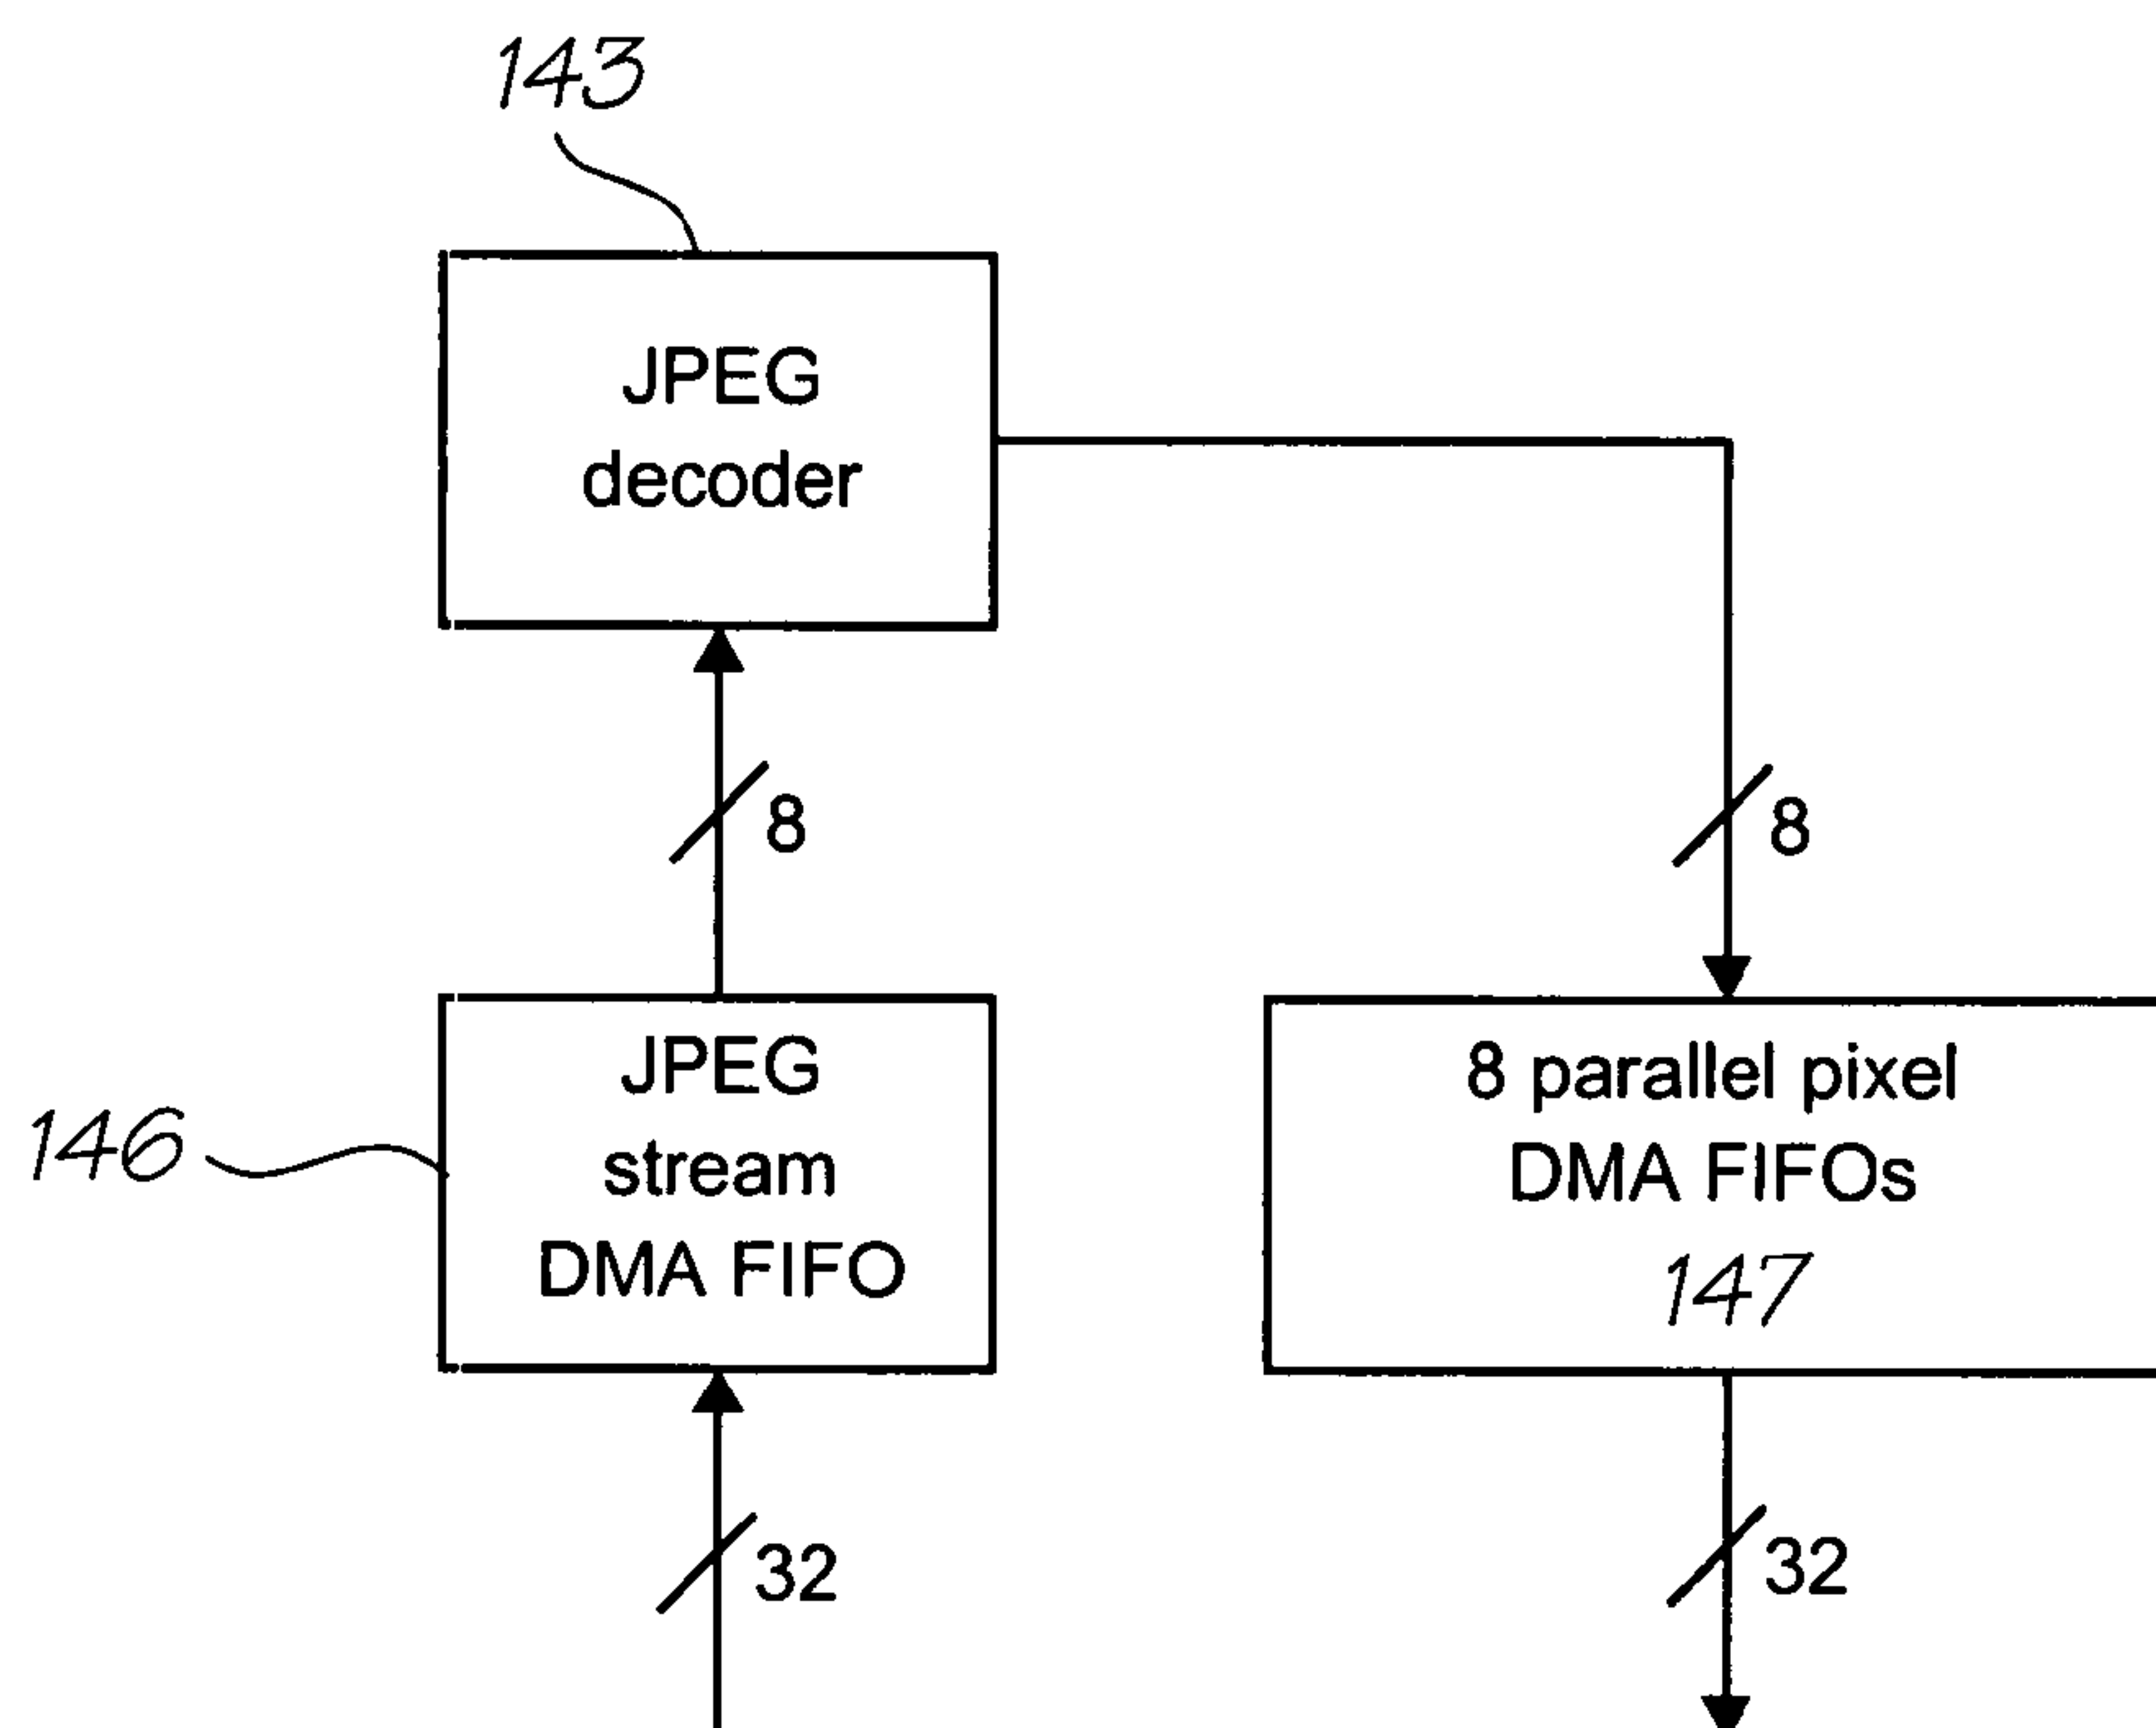 143
JPEG
decoder
8
8
JPEG
stream
DMA FIFO
146
8 parallel pixel
DMA FIFOs
147
32
32